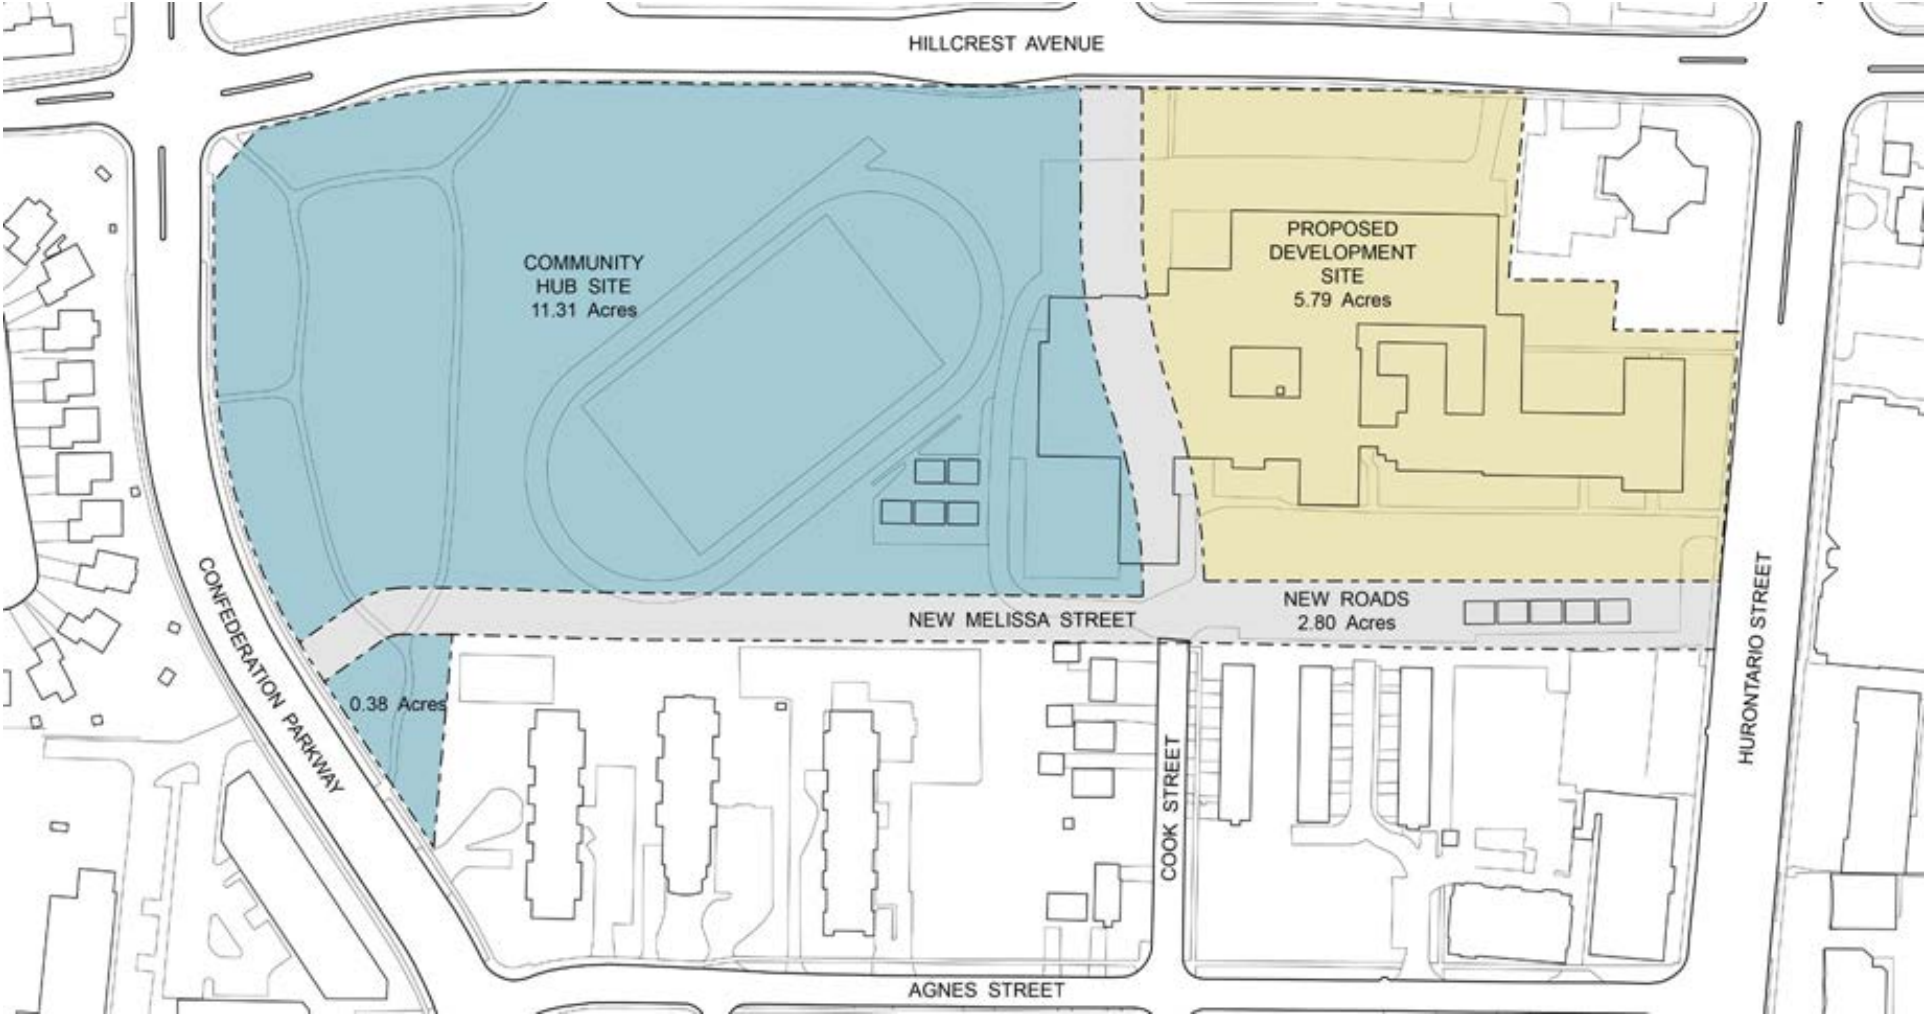 HILLCREST AVENUE
COMMUNITY
HUB SITE
11.31 Acres
PROPOSED
DEVELOPMENT
SITE
5.79 Acres
NEW ROADS
2.80 Acres
NEW MELISSA STREET
0.38 Acres
CONFEDERATION PARKWAY
COOK STREET
HURONTARIO STREET
AGNES STREET